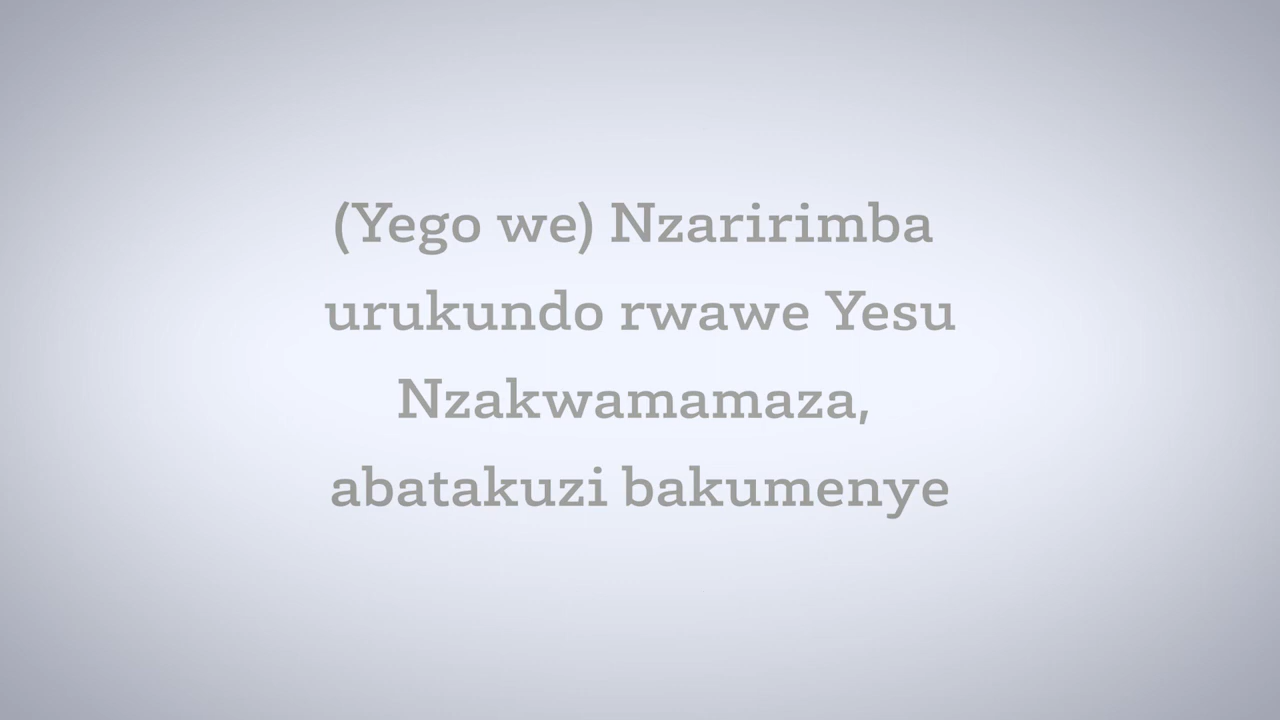 (Yego we) Nzaririmba
urukundo rwawe Yesu
Nzakwamamaza,
abatakuzi bakumenye